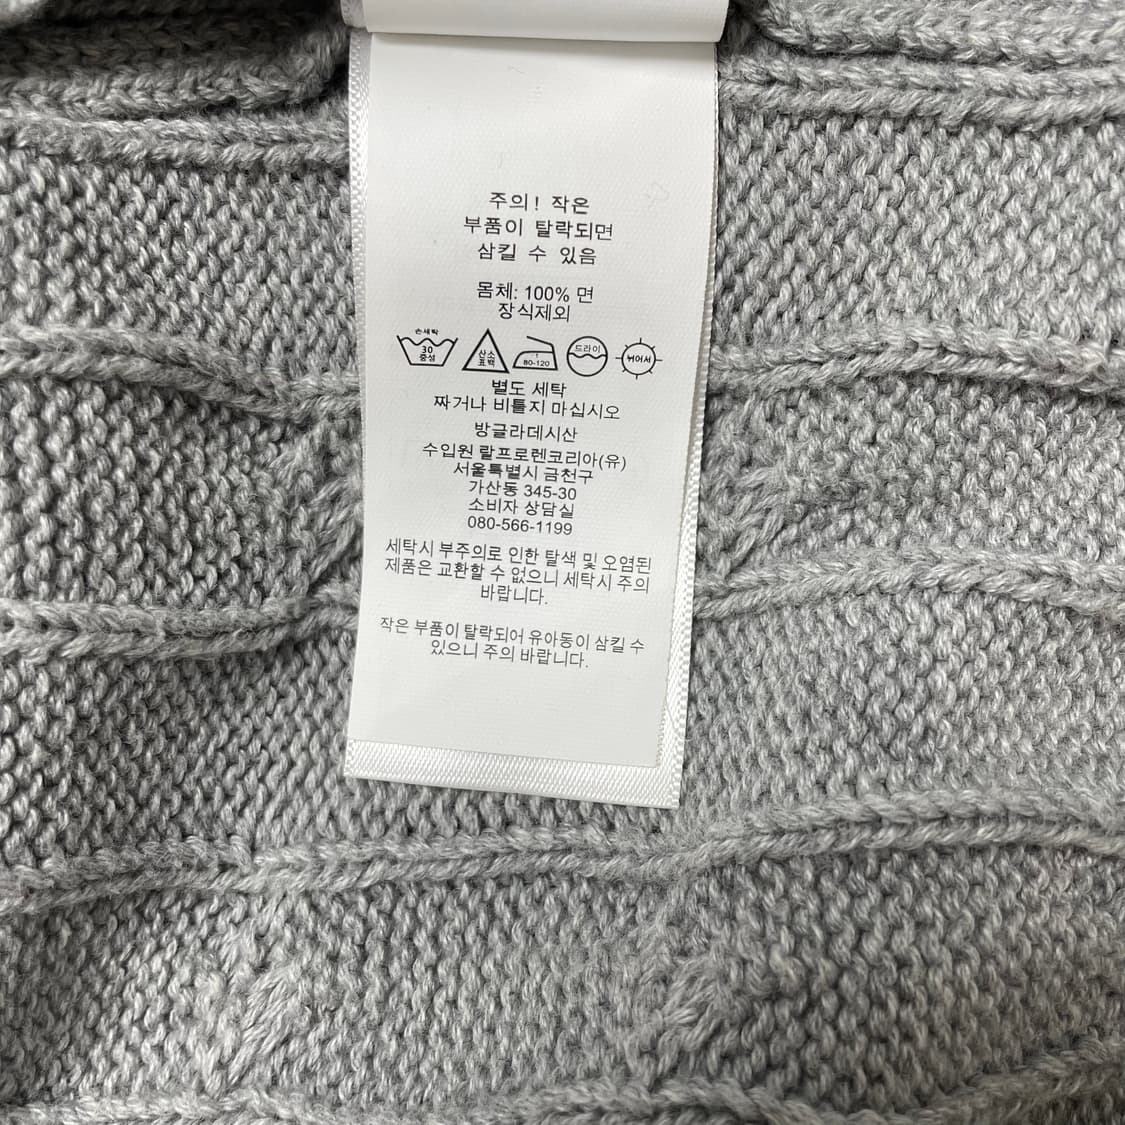 주의! 작은
부품이 탈락되면
삼킬 수 있음
몸체: 100% 면
장식제외
손세탁
30
중성
산소
표백
80-120
드라이
뉘어서
별도 세탁
짜거나 비틀지 마십시오
방글라데시산
수입원 랄프로렌코리아(유)
서울특별시 금천구
가산동 345-30
소비자 상담실
080-566-1199
세탁시 부주의로 인한 탈색 및 오염된
제품은 교환할 수 없으니 세탁시 주의
바랍니다.
작은 부품이 탈락되어 유아동이 삼킬 수
있으니 주의 바랍니다.